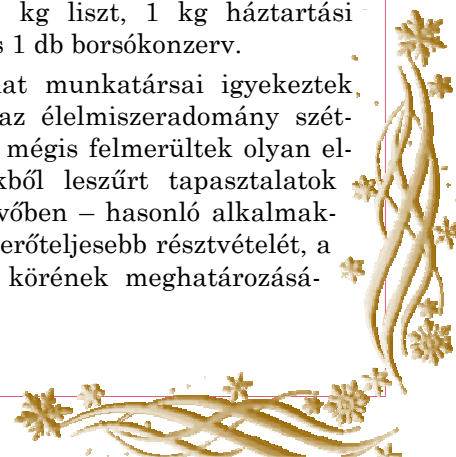 kg liszt, 1 kg háztartási
s 1 db borsókonzerv.
at munkatársai igyekeztek
az élelmiszeradomány szét-
mégis felmerültek olyan el-
kből leszűrt tapasztalatok
vőben – hasonló alkalmak-
erőteljesebb résztvételét, a
körének meghatározásá-